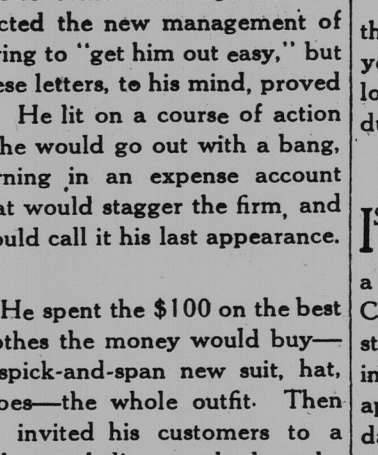 cted the new management of
ing to "get him out easy," but
ese letters, to his mind, proved
He lit on a course of action
he would go out with a bang,
rning in an expense account
at would stagger the firm, and
ould call it his last appearance.
He spent the $100 on the best
othes the money would buy—
spick-and-span new suit, hat,
oes—the whole outfit. Then
invited his customers to a
th
y
lo
d
a
C
st
in
ap
d